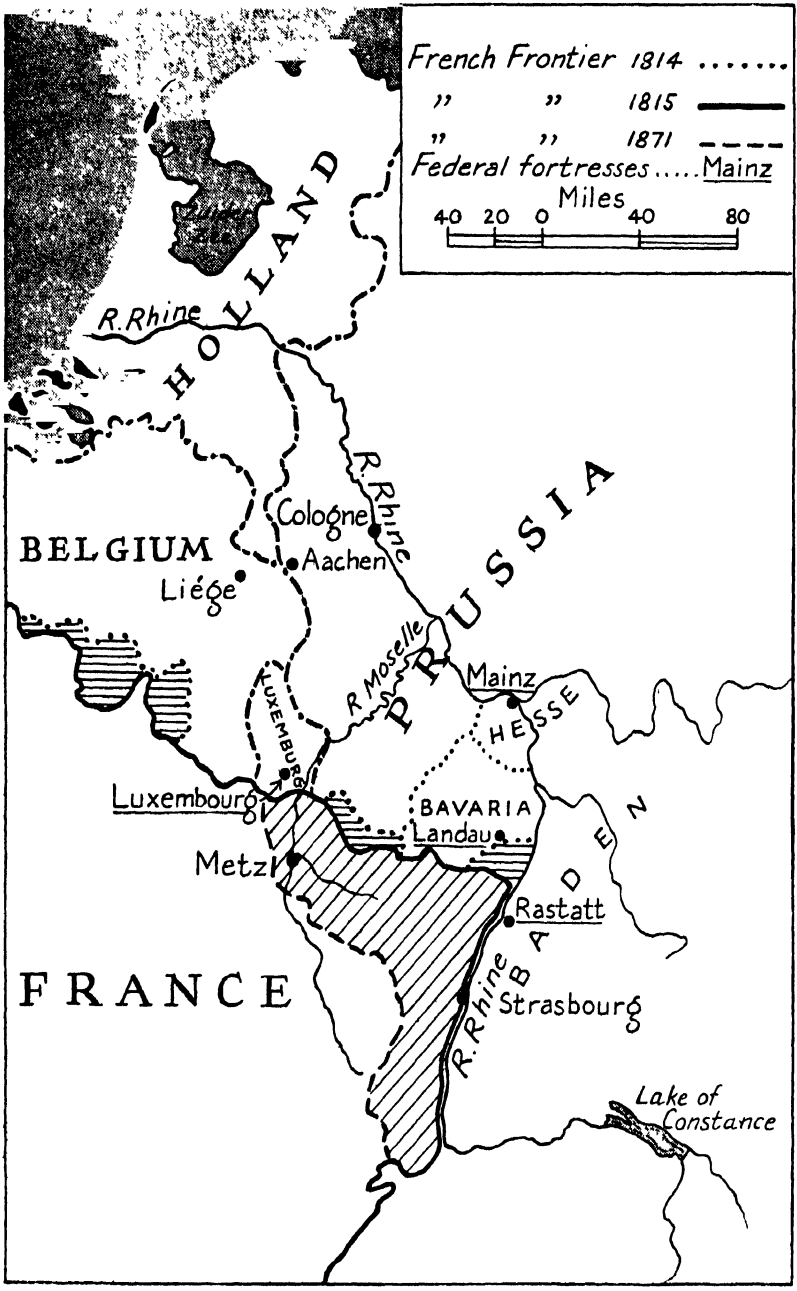 French Frontier 1814 .......
" " 1815
" " 1871
Federal fortresses.....Mainz
Miles
40 20 0 40 80
Zuider
Zee
HOLLAND
R. Rhine
R. Rhine
Cologne
BELGIUM
Aachen
Liége
PRUSSIA
R Moselle
Mainz
HESSE
LUXEMBURG
Luxembourg
BAVARIA
Landau
Metz
BADEN
Rastatt
FRANCE
R. Rhine
Strasbourg
Lake of
Constance